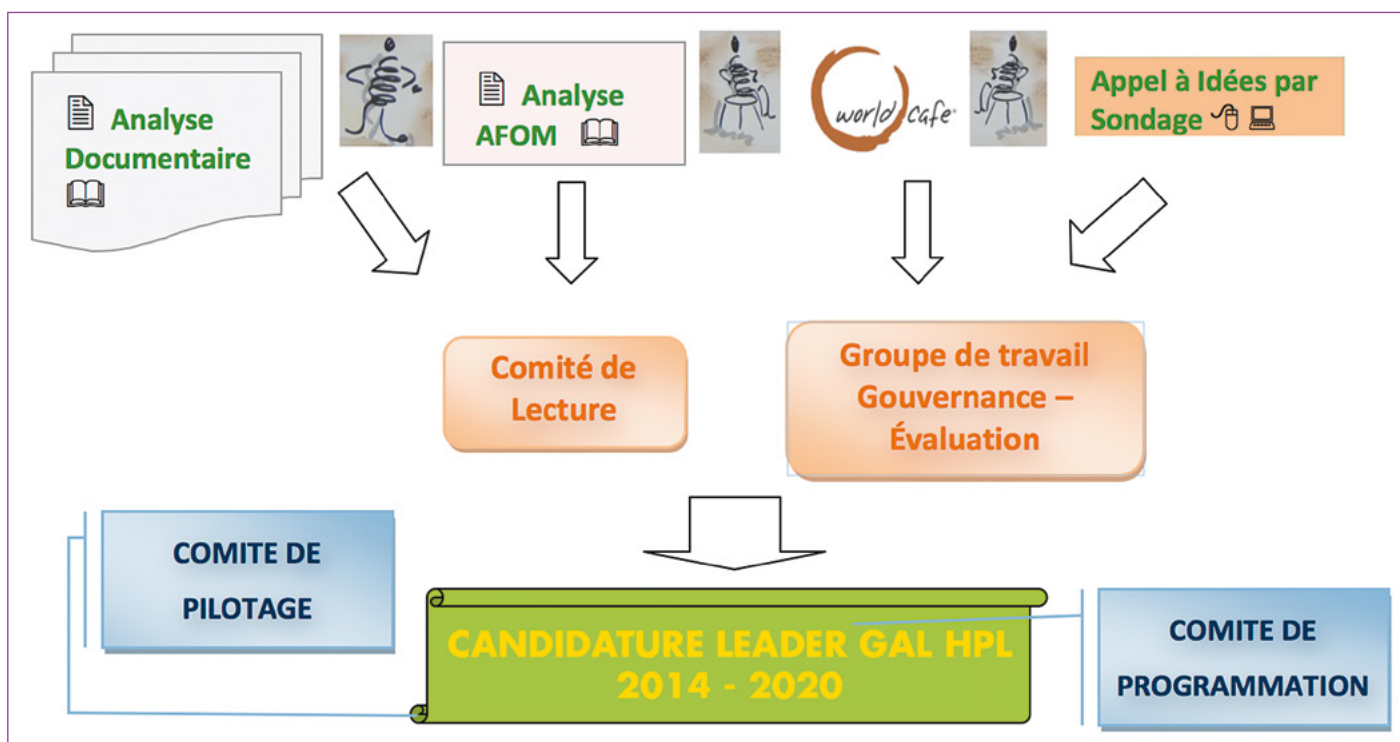 Analyse
Documentaire
Analyse
AFOM
world cafe®
Appel à Idées par
Sondage
Comité de
Lecture
Groupe de travail
Gouvernance –
Évaluation
COMITE DE
PILOTAGE
CANDIDATURE LEADER GAL HPL
2014 - 2020
COMITE DE
PROGRAMMATION